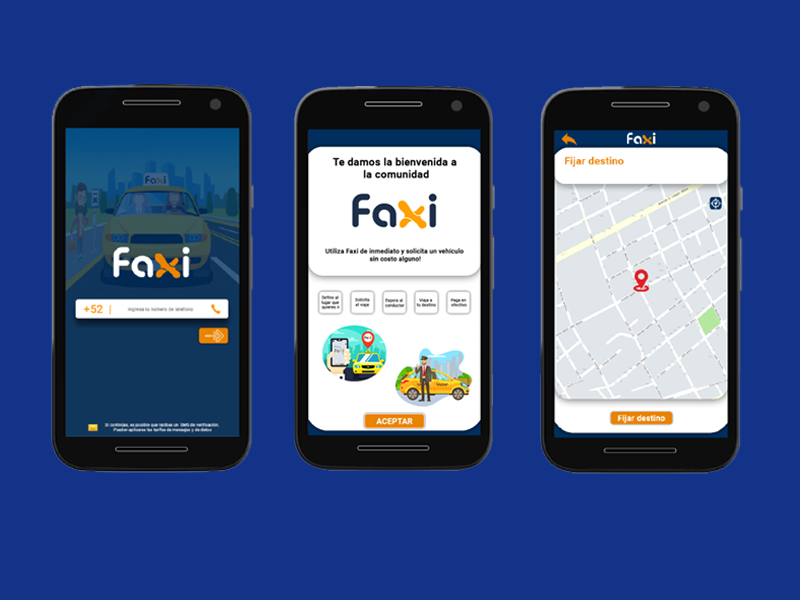 Faxi
Faxi
+52 | Ingresa tu numero de telefono
Si continúas, es posible que recibas un SMS de verificación.
Pueden aplicarse las tarifas de mensajes y de datos
Te damos la bienvenida a
la comunidad
Faxi
Utiliza Faxi de inmediato y solicita un vehículo
sin costo alguno!
Define el
lugar que
quieres ir
Solicita
el viaje
Espera al
conductor
Viaja a
tu destino
Paga en
efectivo
ACEPTAR
Faxi
Fijar destino
Fijar destino